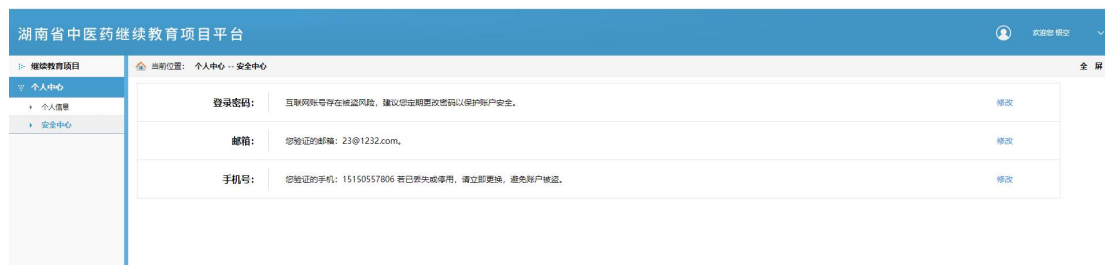 湖南省中医药继续教育项目平台
欢迎您 悟空
继续教育项目
当前位置： 个人中心 -- 安全中心
全 屏
个人中心
个人信息
安全中心
登录密码： 互联网账号存在被盗风险，建议您定期更改密码以保护账户安全。 修改
邮箱： 您验证的邮箱：23@1232.com。 修改
手机号： 您验证的手机：15150557806 若已丢失或停用，请立即更换，避免账户被盗。 修改